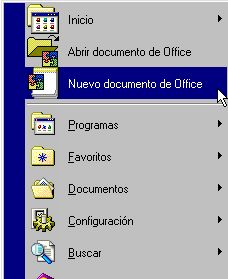 Inicio
Abrir documento de Office
Nuevo documento de Office
Programas
Favoritos
Documentos
Configuración
Buscar